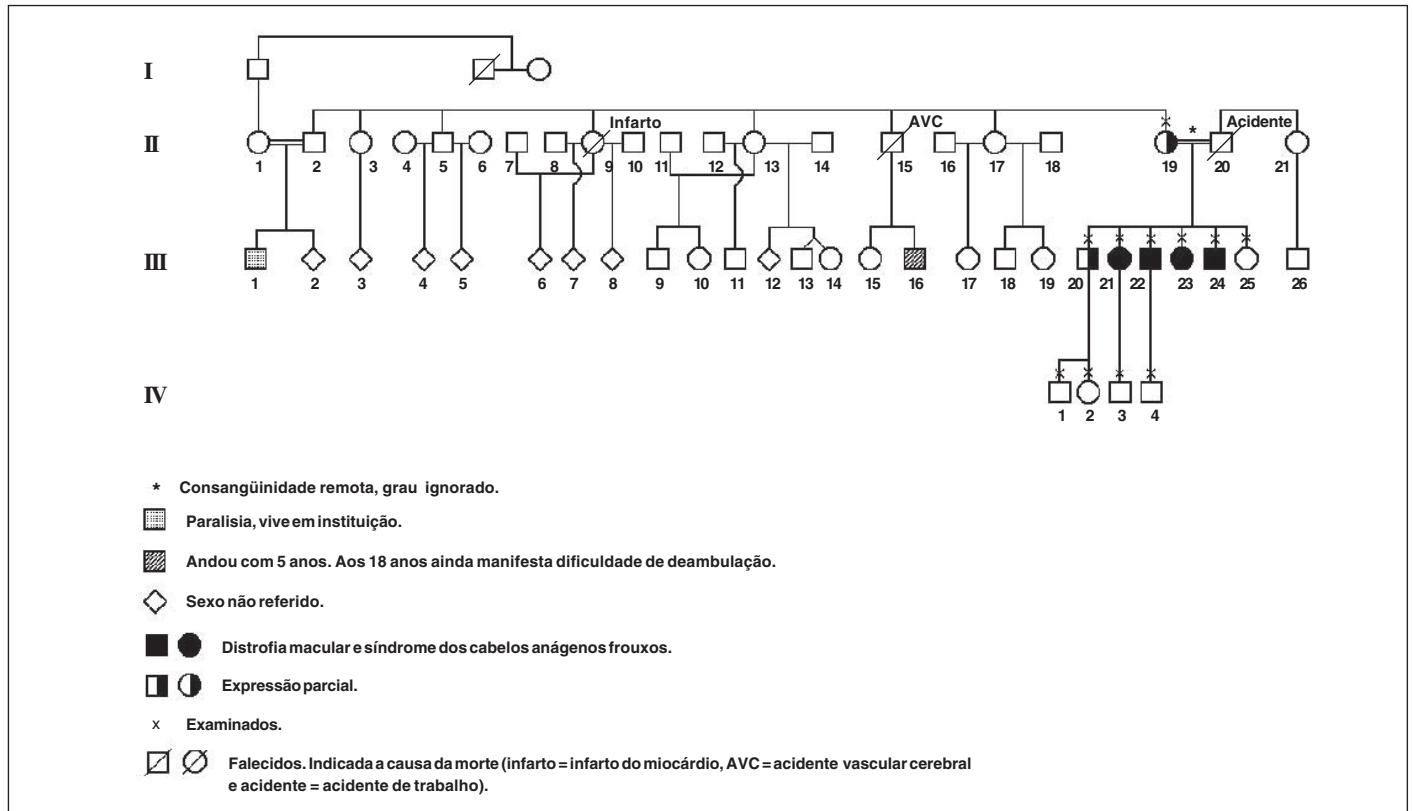 I
Infarto AVC Acidente
*
II
1 2 3 4 5 6 7 8 9 10 11 12 13 14 15 16 17 18 19 20 21
III
1 2 3 4 5 6 7 8 9 10 11 12 13 14 15 16 17 18 19 20 21 22 23 24 25 26
IV
1 2 3 4
* Consangüinidade remota, grau ignorado.
Paralisia, vive em instituição.
Andou com 5 anos. Aos 18 anos ainda manifesta dificuldade de deambulação.
Sexo não referido.
Distrofia macular e síndrome dos cabelos anágenos frouxos.
Expressão parcial.
x Examinados.
Falecidos. Indicada a causa da morte (infarto = infarto do miocárdio, AVC = acidente vascular cerebral
e acidente = acidente de trabalho).